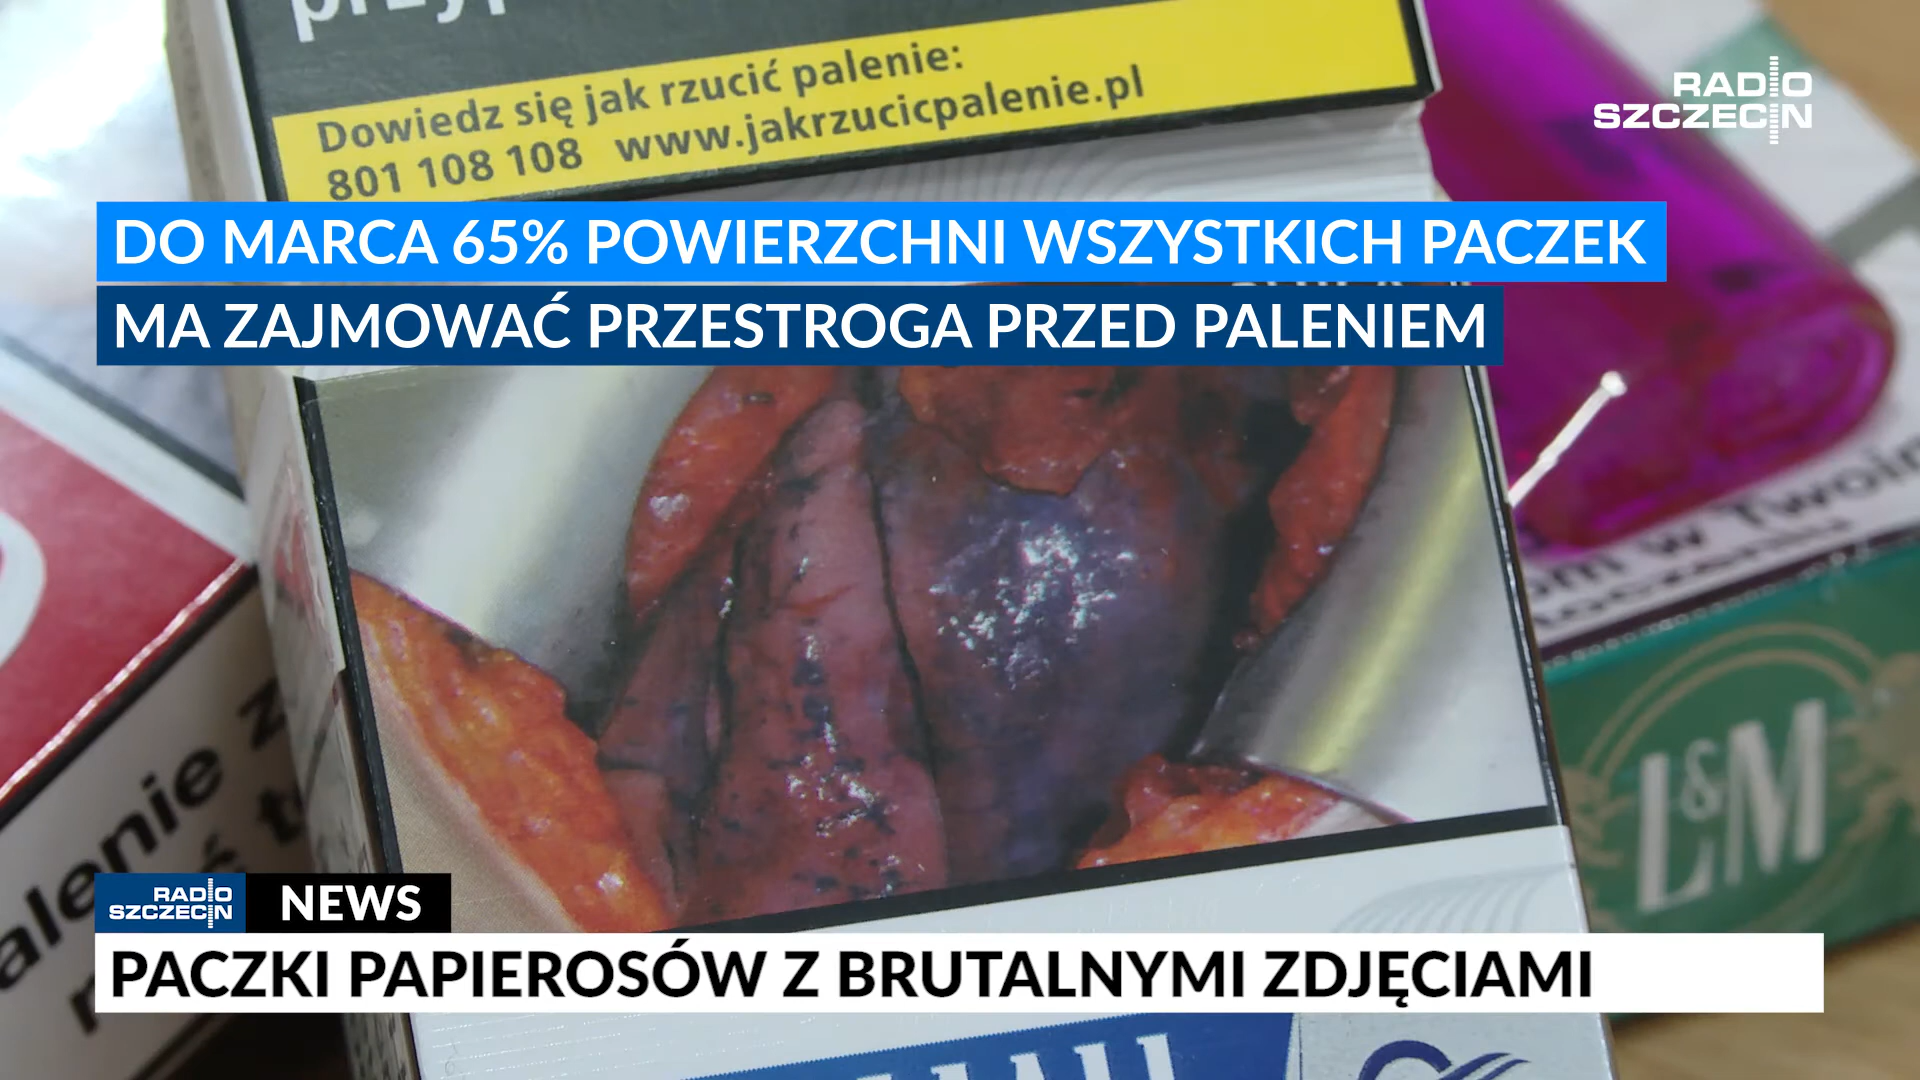 Dowiedz się jak rzucić palenie:
801 108 108 www.jakrzucicpalenie.pl
RADIO
SZCZECIN
DO MARCA 65% POWIERZCHNI WSZYSTKICH PACZEK
MA ZAJMOWAĆ PRZESTROGA PRZED PALENIEM
w Twoim
L&M
RADIO
SZCZECIN
NEWS
PACZKI PAPIEROSÓW Z BRUTALNYMI ZDJĘCIAMI